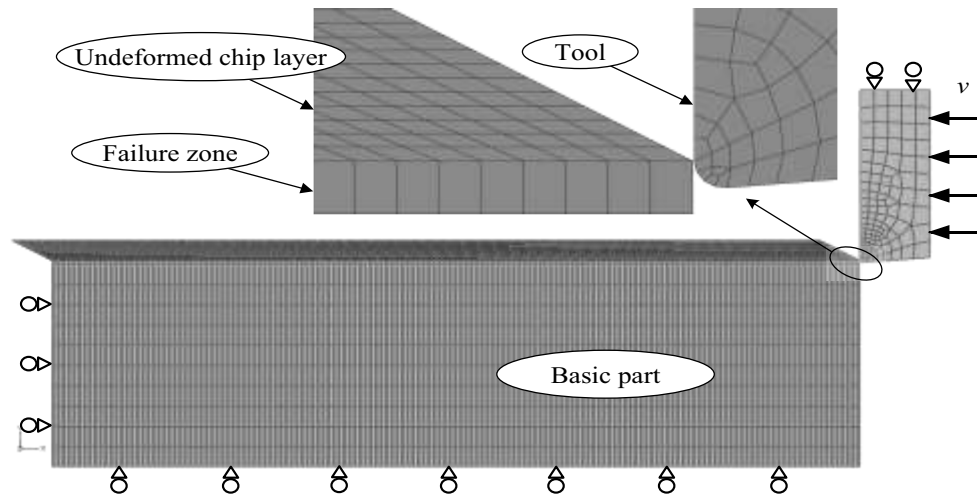 Undeformed chip layer
Tool
v
Failure zone
Basic part